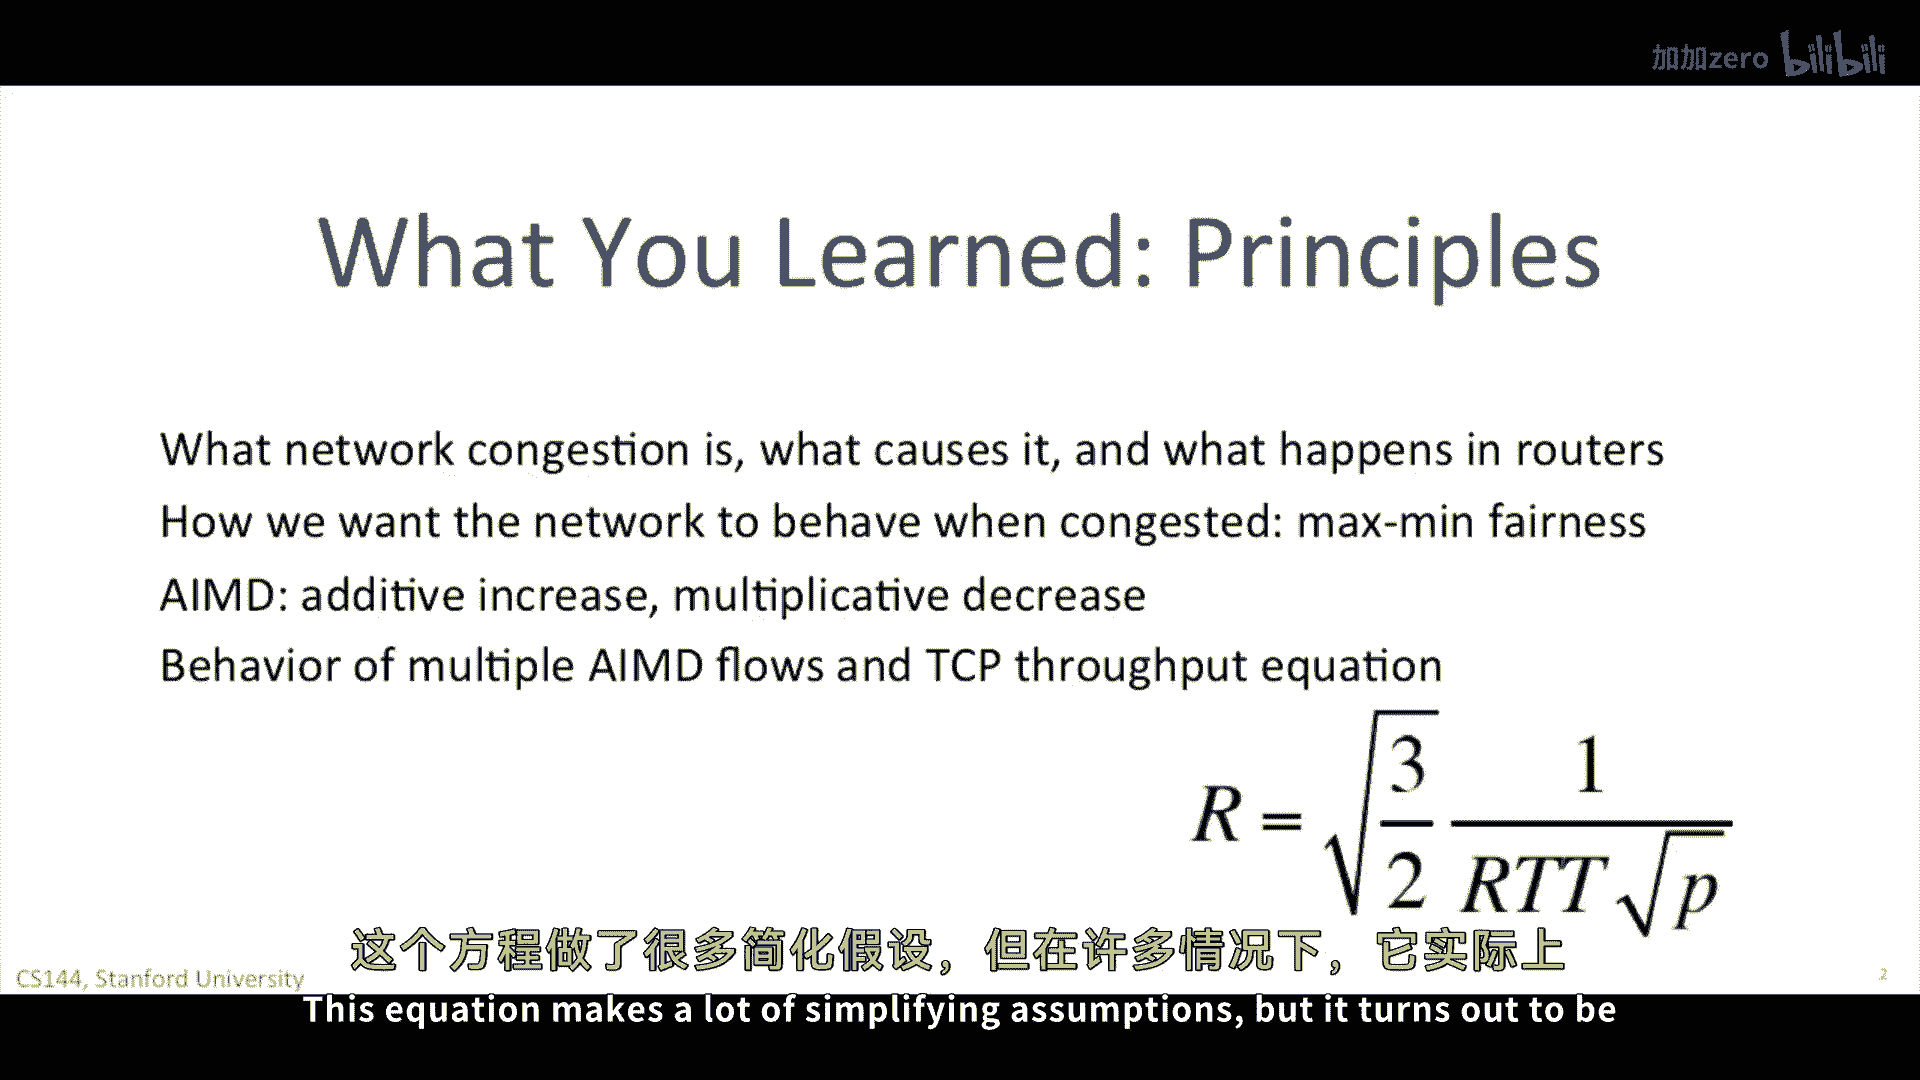 加加zero bilibili
What You Learned: Principles
What network congestion is, what causes it, and what happens in routers
How we want the network to behave when congested: max-min fairness
AIMD: additive increase, multiplicative decrease
Behavior of multiple AIMD flows and TCP throughput equation
R = √(3/2) 1/(RTT√p)
这个方程做了很多简化假设，但在许多情况下，它实际上
CS144, Stanford University
2
This equation makes a lot of simplifying assumptions, but it turns out to be